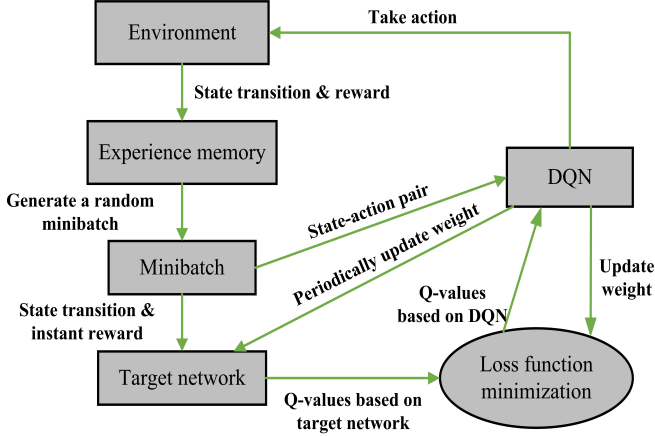 Take action
Environment
State transition & reward
Experience memory
Generate a random
minibatch
State-action pair
DQN
Periodically update weight
Minibatch
Update
weight
State transition &
instant reward
Q-values
based on DQN
Target network
Loss function
minimization
Q-values based on
target network